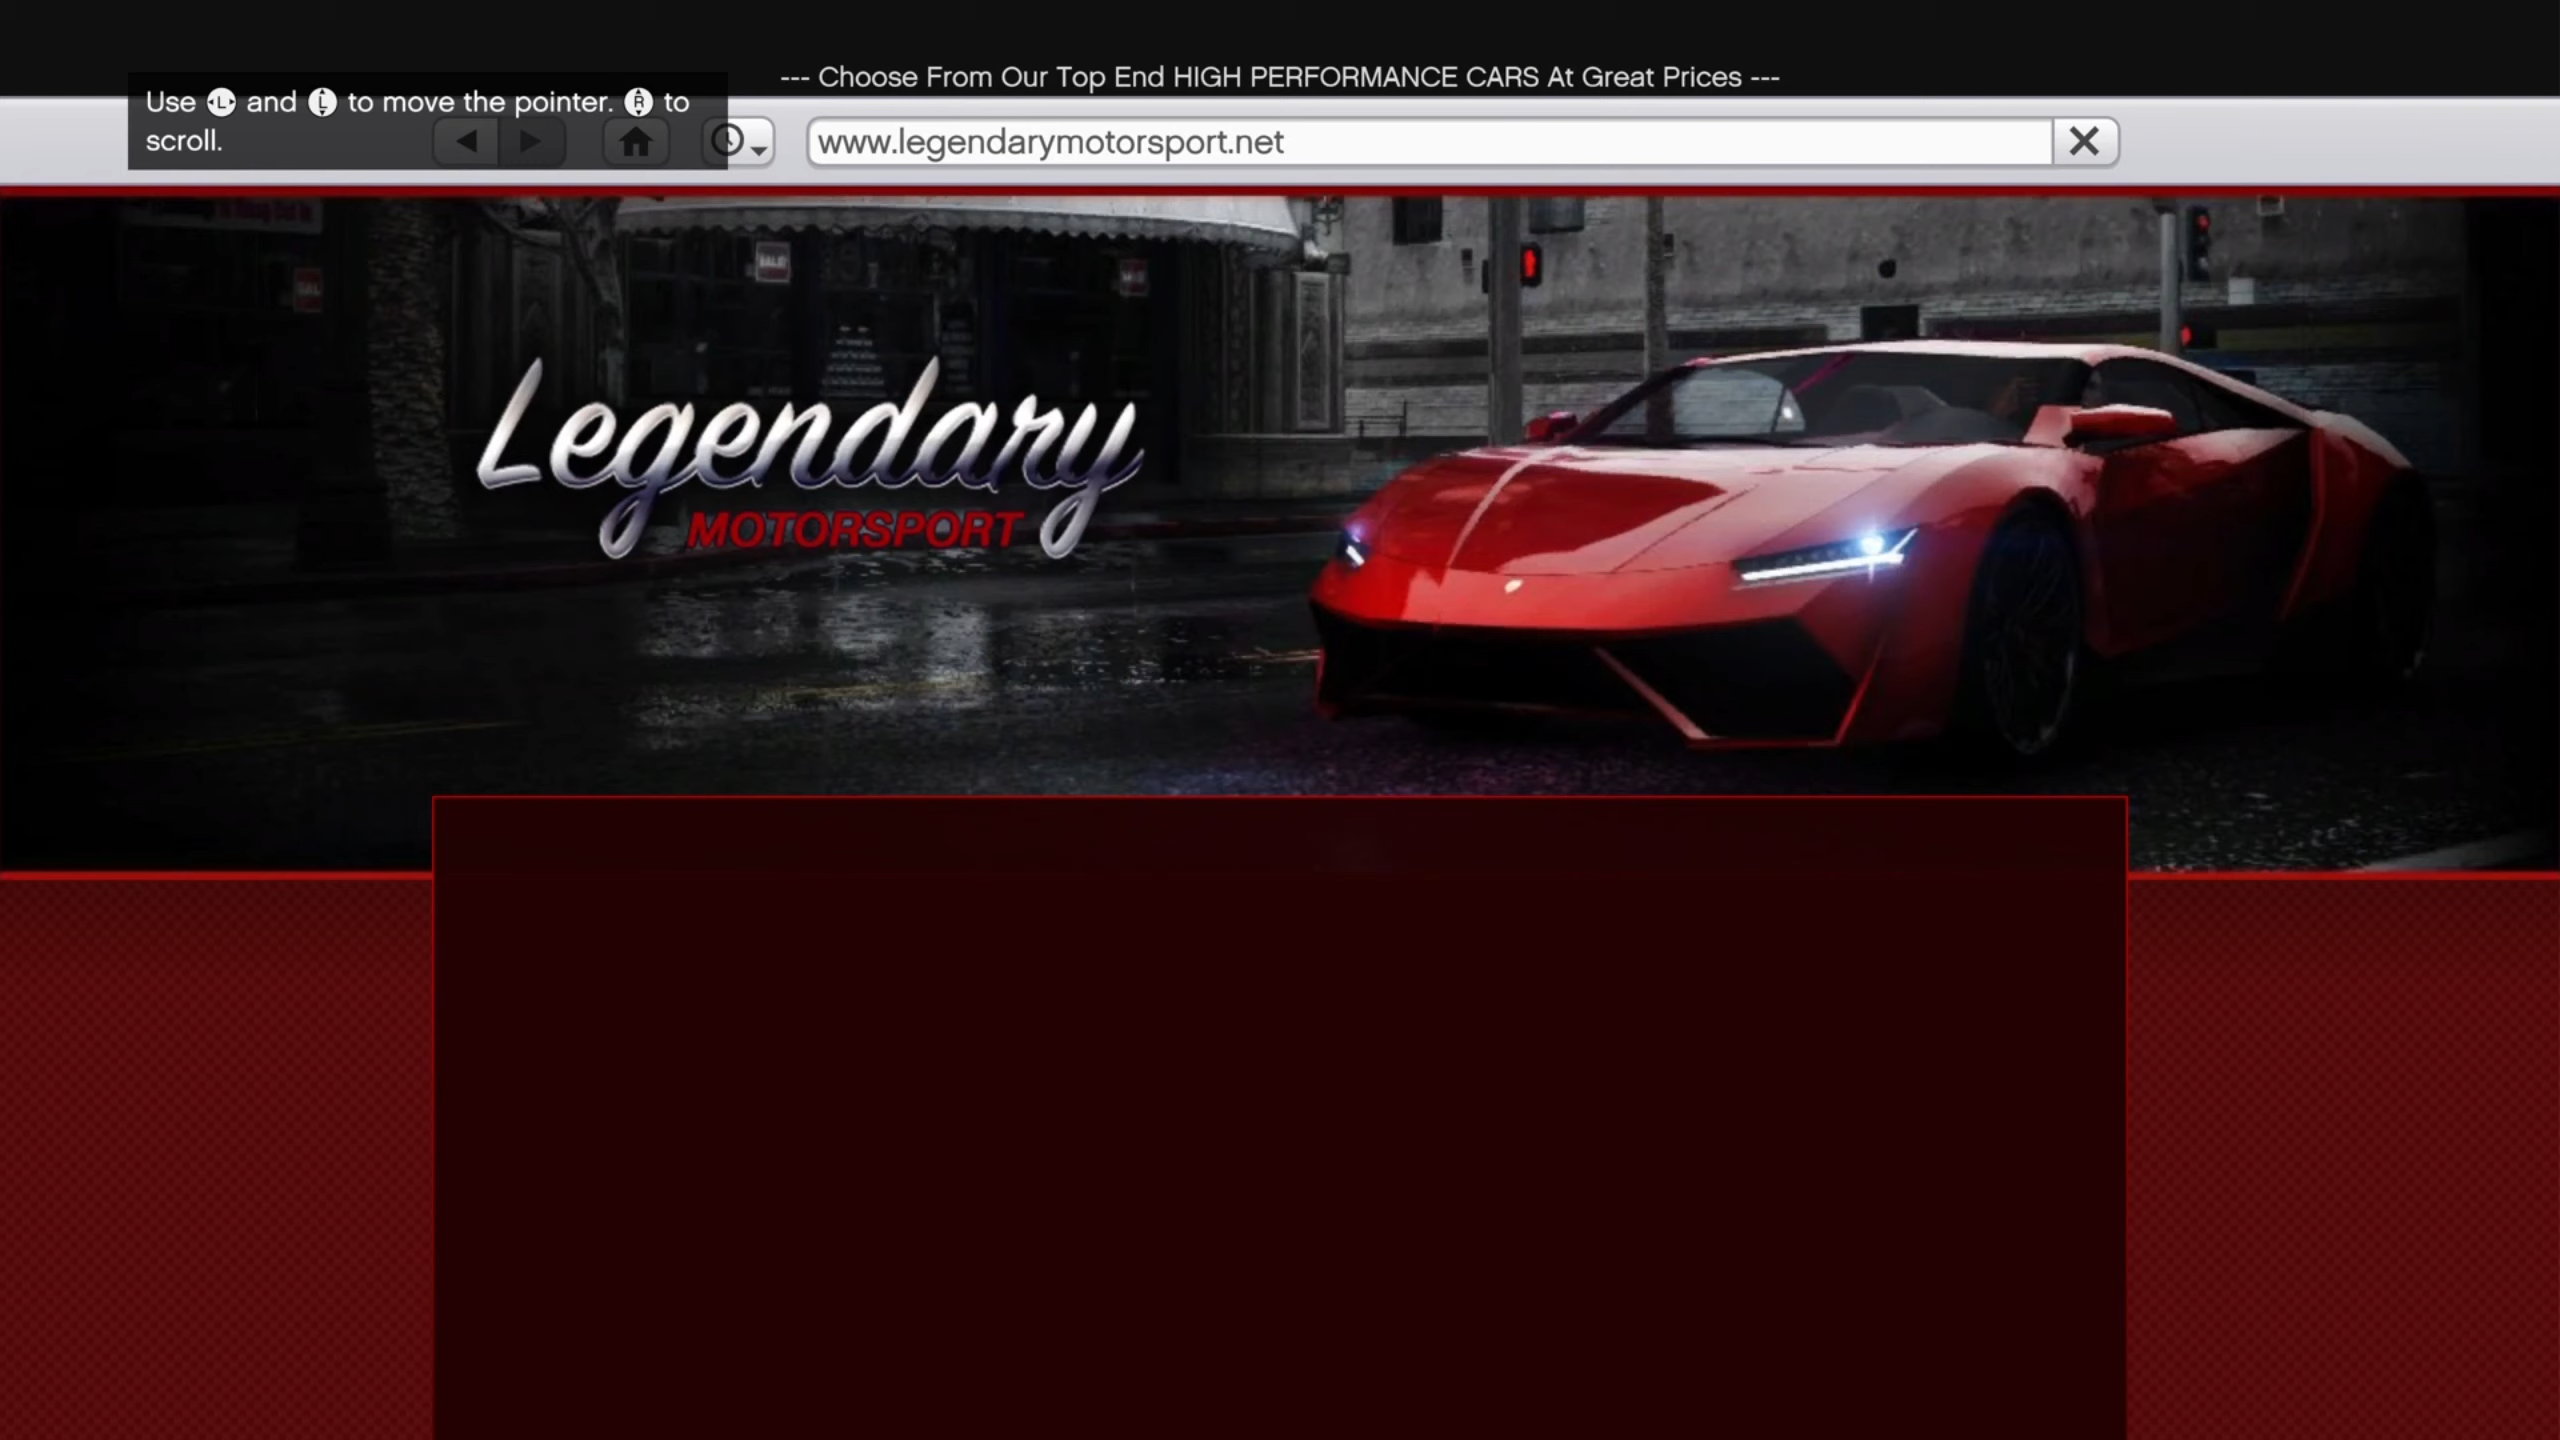 --- Choose From Our Top End HIGH PERFORMANCE CARS At Great Prices ---
Use L and L to move the pointer. R to
scroll.
www.legendarymotorsport.net
SALE
Legendary
MOTORSPORT